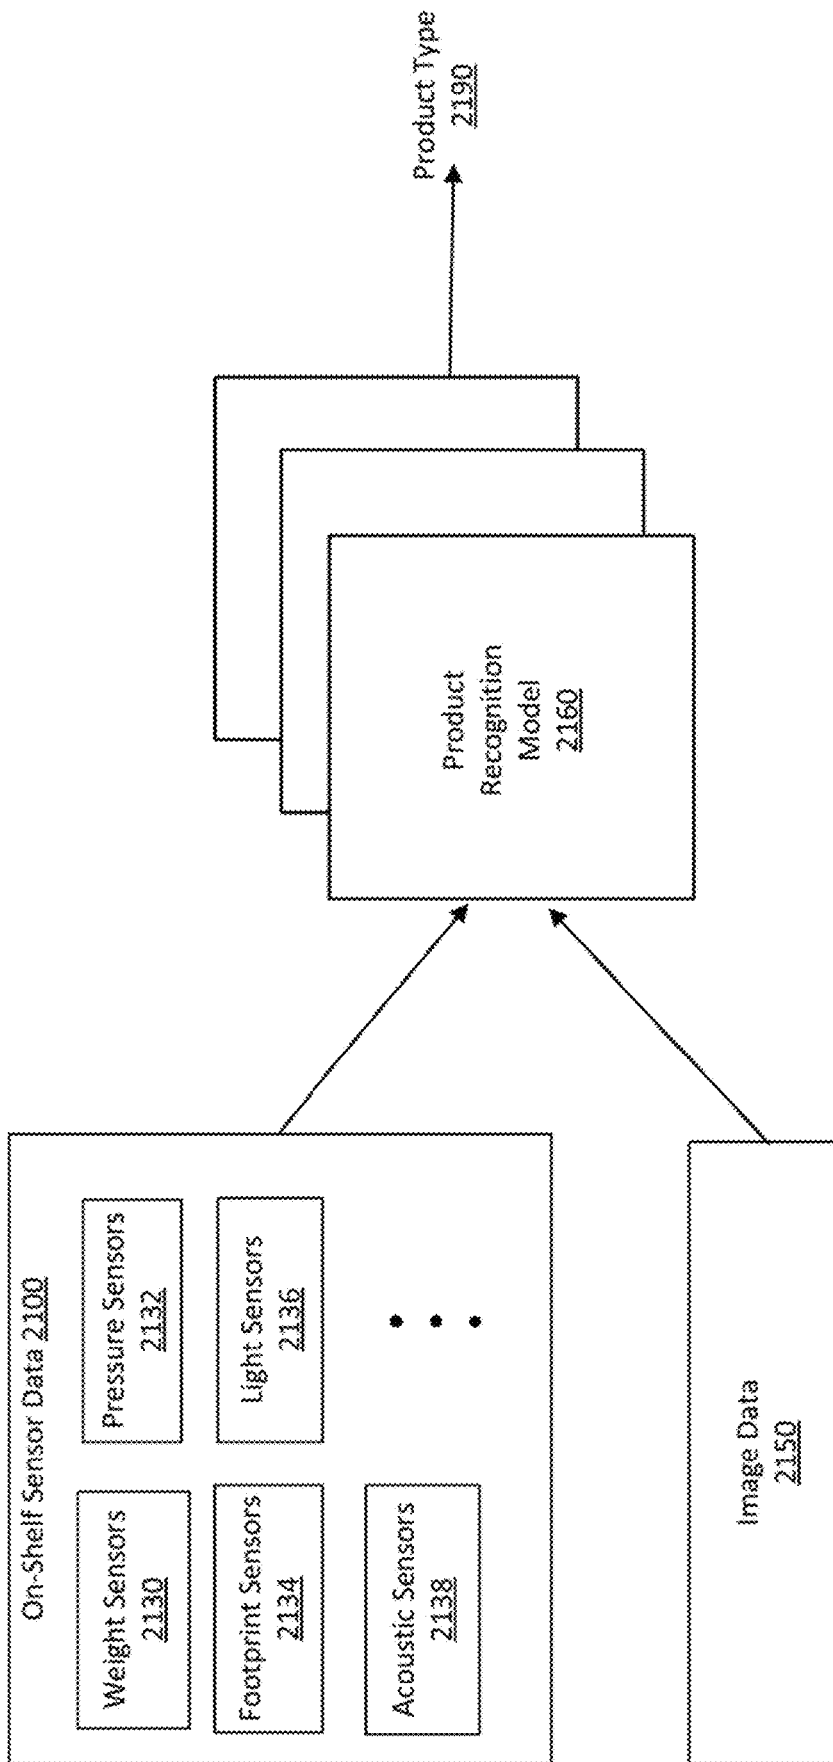 On-Shelf Sensor Data 2100
Weight Sensors
2130
Pressure Sensors
2132
Footprint Sensors
2134
Light Sensors
2136
Acoustic Sensors
2138
Image Data
2150
Product
Recognition
Model
2160
Product Type
2190